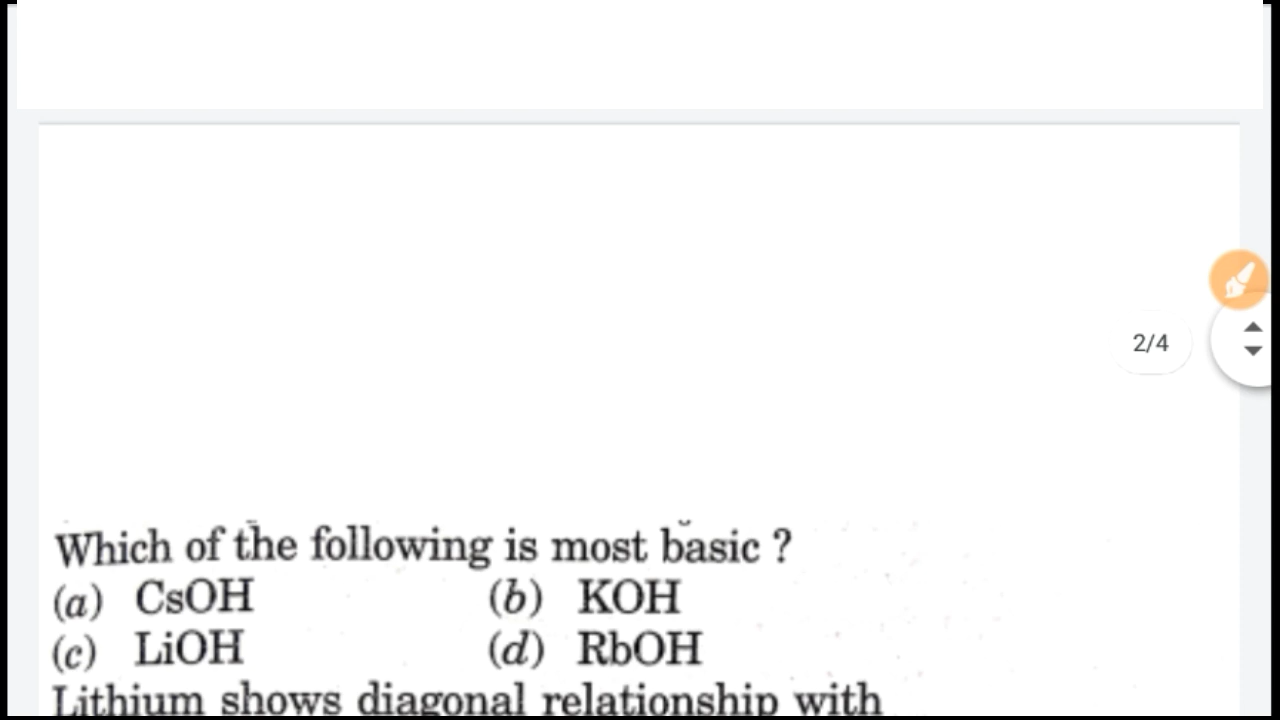 2/4
Which of the following is most basic ?
(a) CsOH (b) KOH
(c) LiOH (d) RbOH
Lithium shows diagonal relationship with